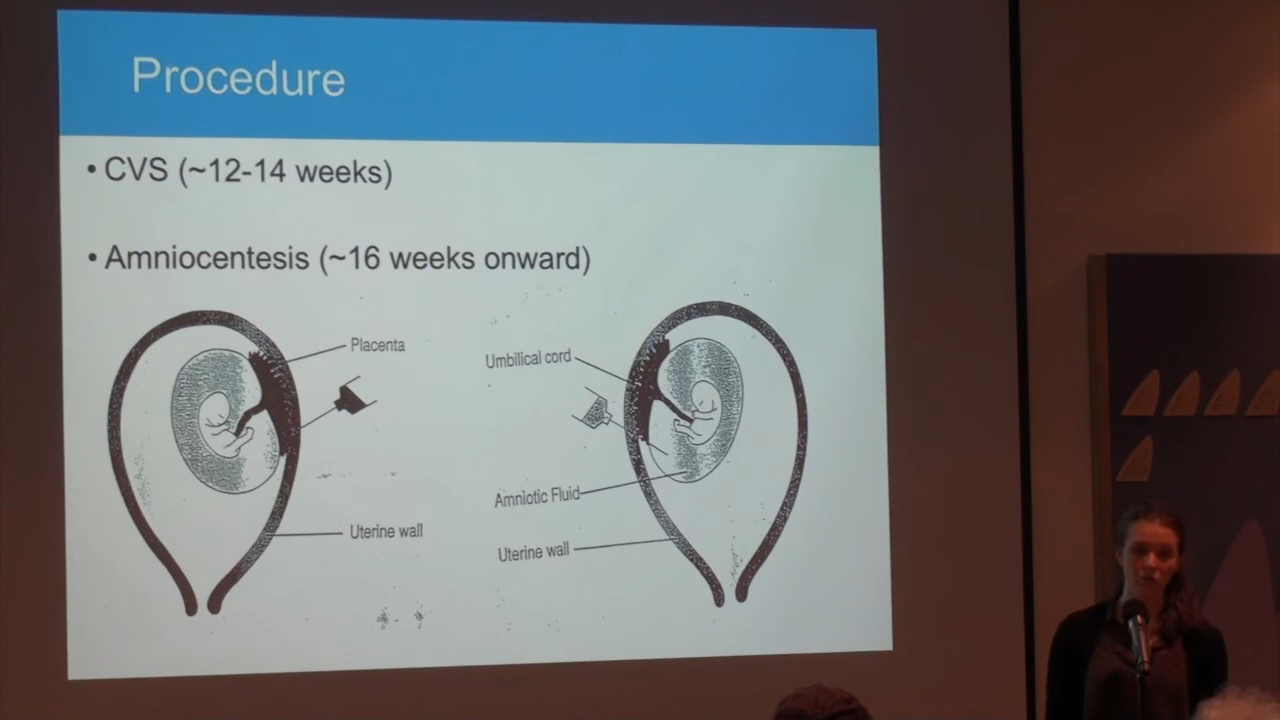 Procedure
• CVS (~12-14 weeks)
• Amniocentesis (~16 weeks onward)
Placenta
Uterine wall
Umbilical cord
Amniotic Fluid
Uterine wall